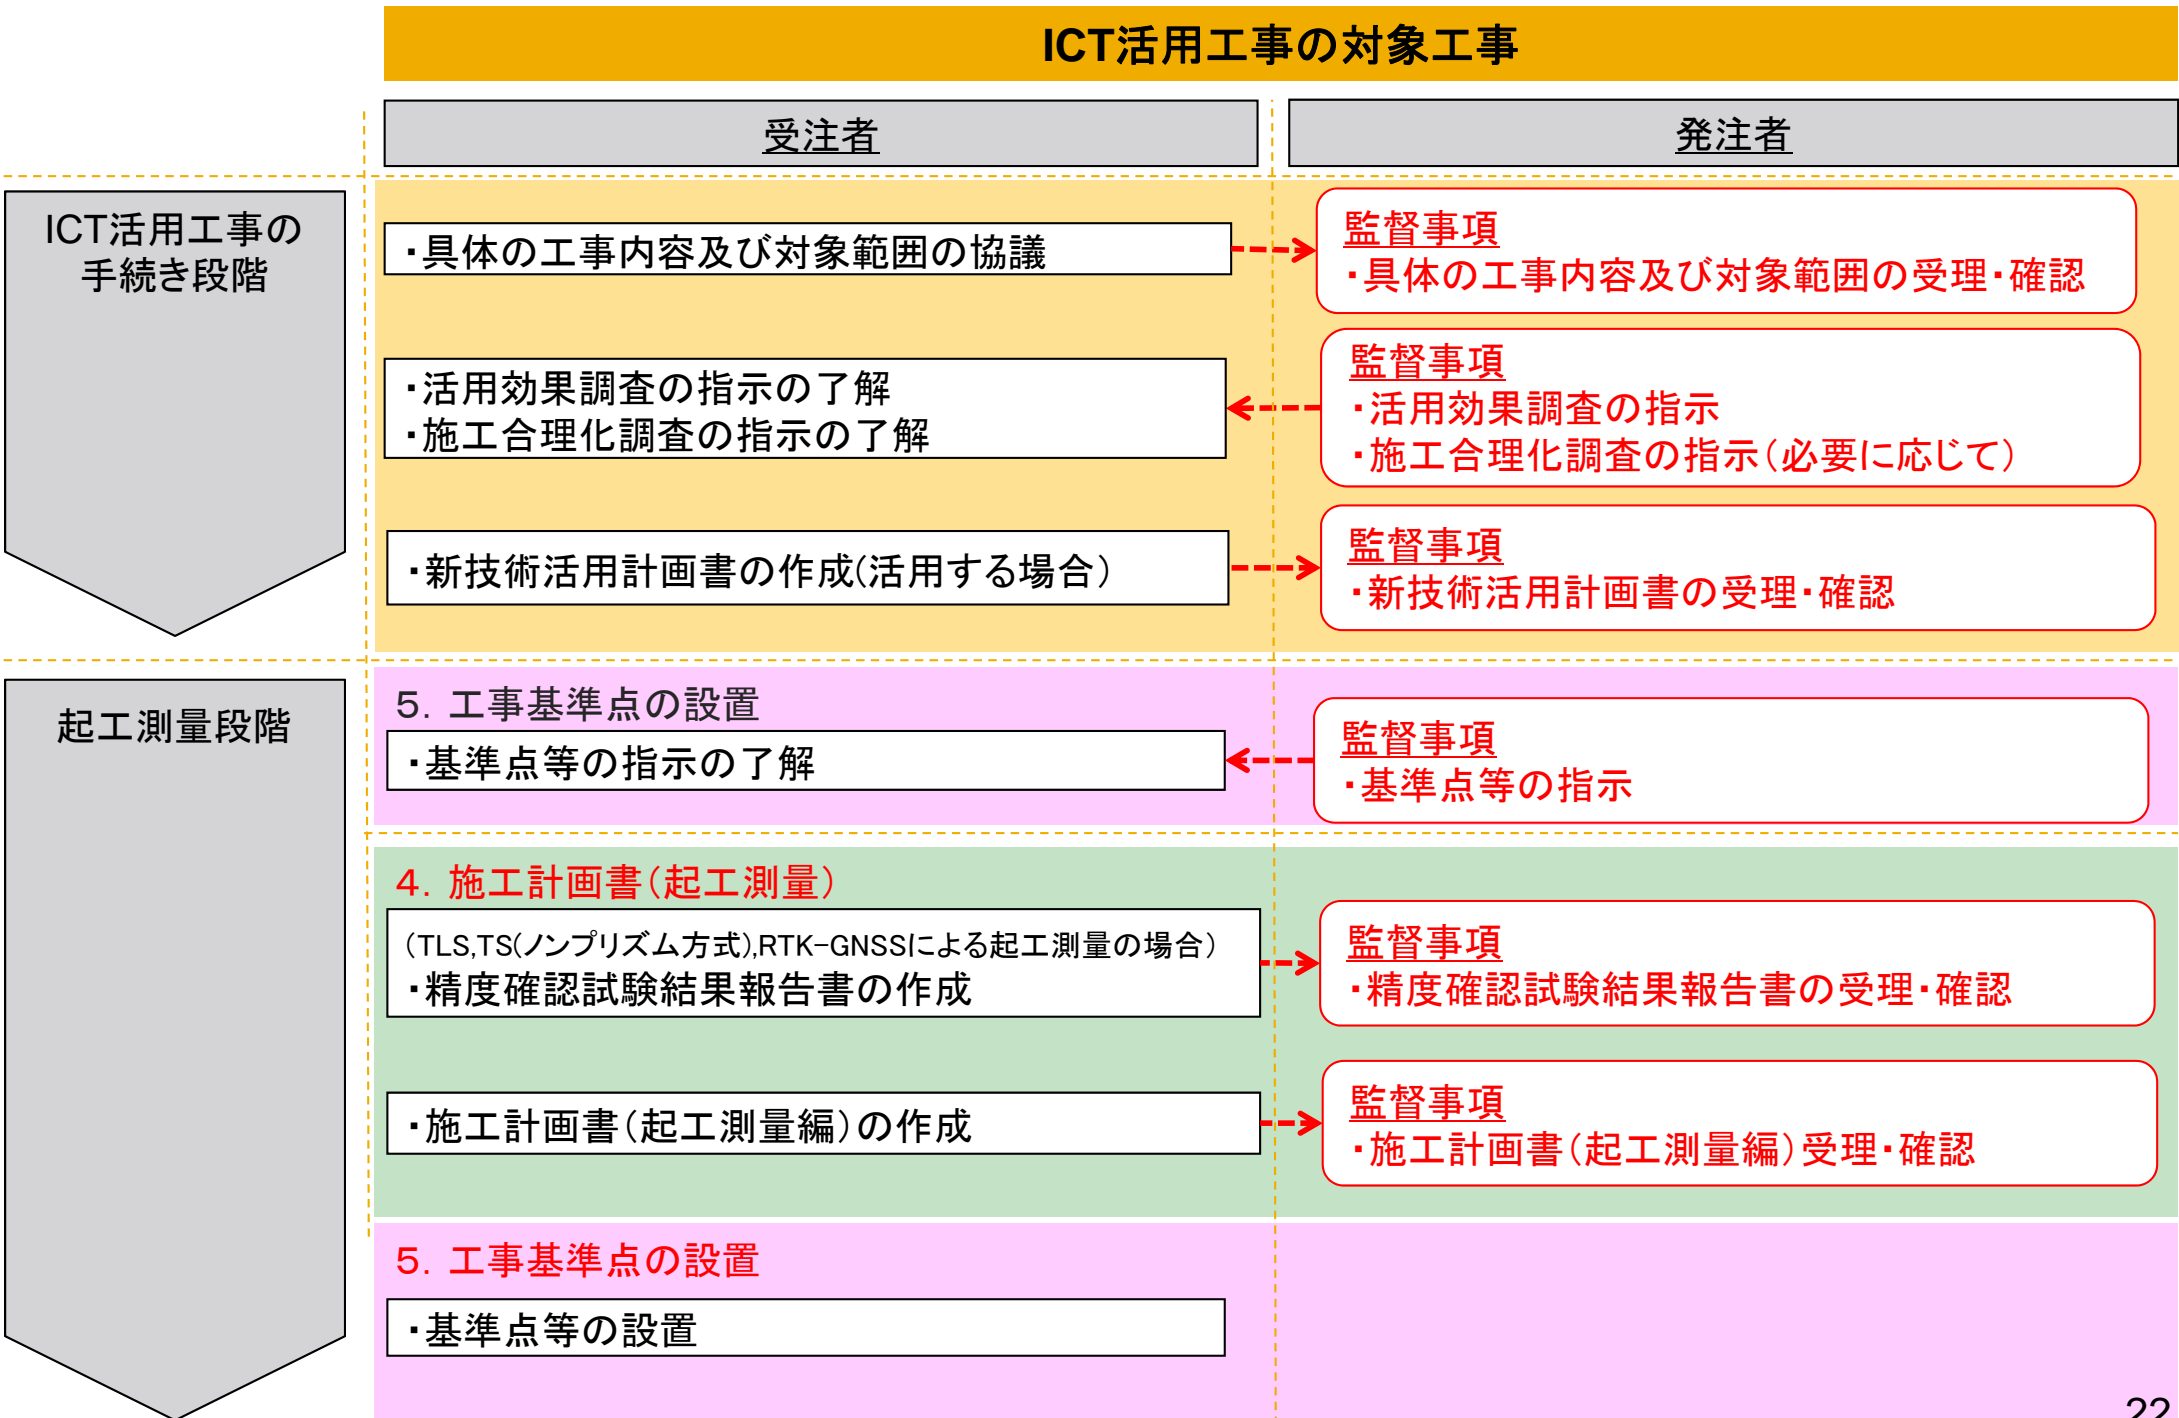 ICT活用工事の対象工事
受注者
発注者
ICT活用工事の
手続き段階
・具体の工事内容及び対象範囲の協議
監督事項
・具体の工事内容及び対象範囲の受理・確認
・活用効果調査の指示の了解
・施工合理化調査の指示の了解
監督事項
・活用効果調査の指示
・施工合理化調査の指示（必要に応じて）
・新技術活用計画書の作成(活用する場合）
監督事項
・新技術活用計画書の受理・確認
起工測量段階
５．工事基準点の設置
・基準点等の指示の了解
監督事項
・基準点等の指示
４．施工計画書（起工測量）
（TLS,TS(ノンプリズム方式),RTK-GNSSによる起工測量の場合）
・精度確認試験結果報告書の作成
監督事項
・精度確認試験結果報告書の受理・確認
・施工計画書（起工測量編）の作成
監督事項
・施工計画書（起工測量編）受理・確認
５．工事基準点の設置
・基準点等の設置
22